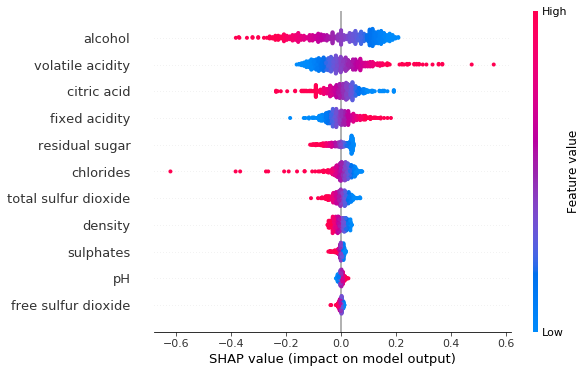 High
alcohol
volatile acidity
citric acid
fixed acidity
residual sugar
chlorides
total sulfur dioxide
density
sulphates
pH
free sulfur dioxide
Feature value
Low
−0.6 −0.4 −0.2 0.0 0.2 0.4 0.6
SHAP value (impact on model output)